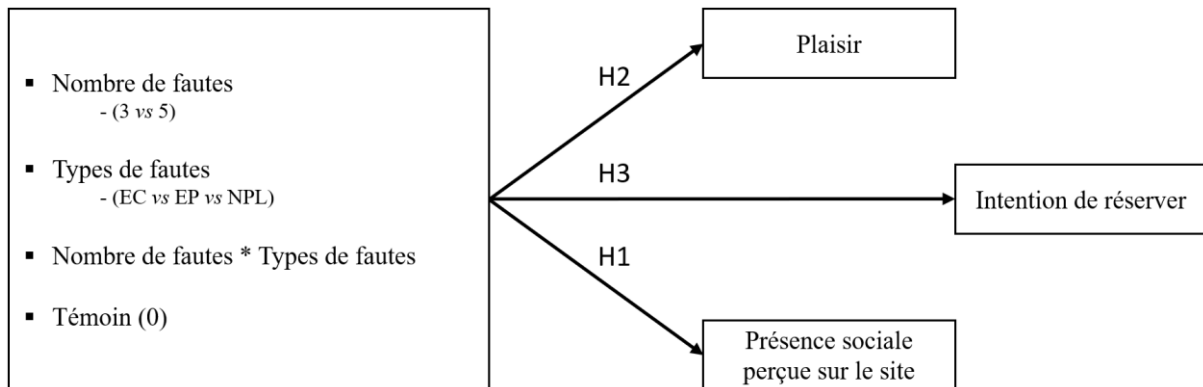 ▪ Nombre de fautes
- (3 vs 5)
▪ Types de fautes
- (EC vs EP vs NPL)
▪ Nombre de fautes * Types de fautes
▪ Témoin (0)
H2
Plaisir
H3
Intention de réserver
H1
Présence sociale
perçue sur le site